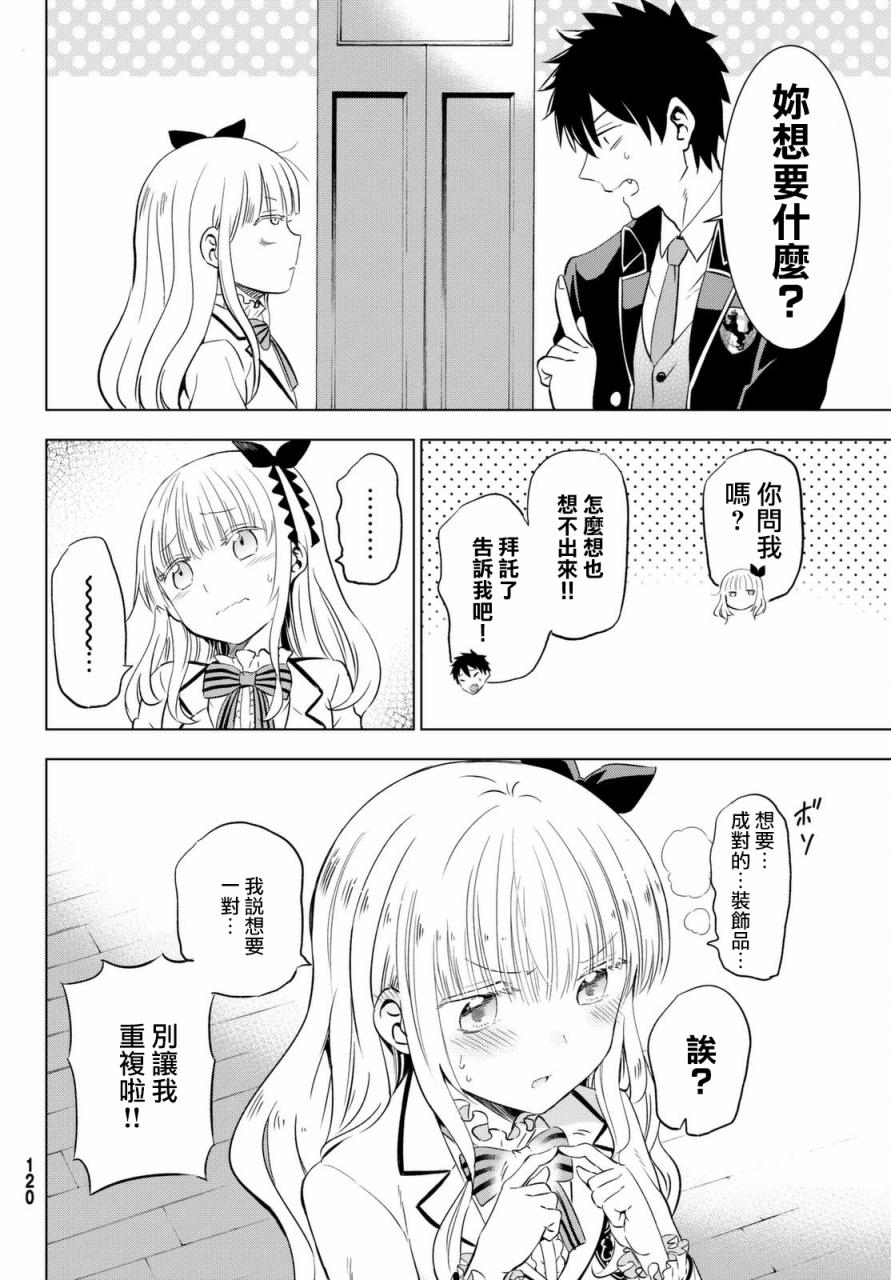 妳想要什麼？
你問我
嗎？
怎麼想也
想不出來!!
拜託了
告訴我吧！
………
………
ボソ
想要…
成對的…裝飾品…
誒？
我説想要
一對…
別讓我
重複啦!!
120